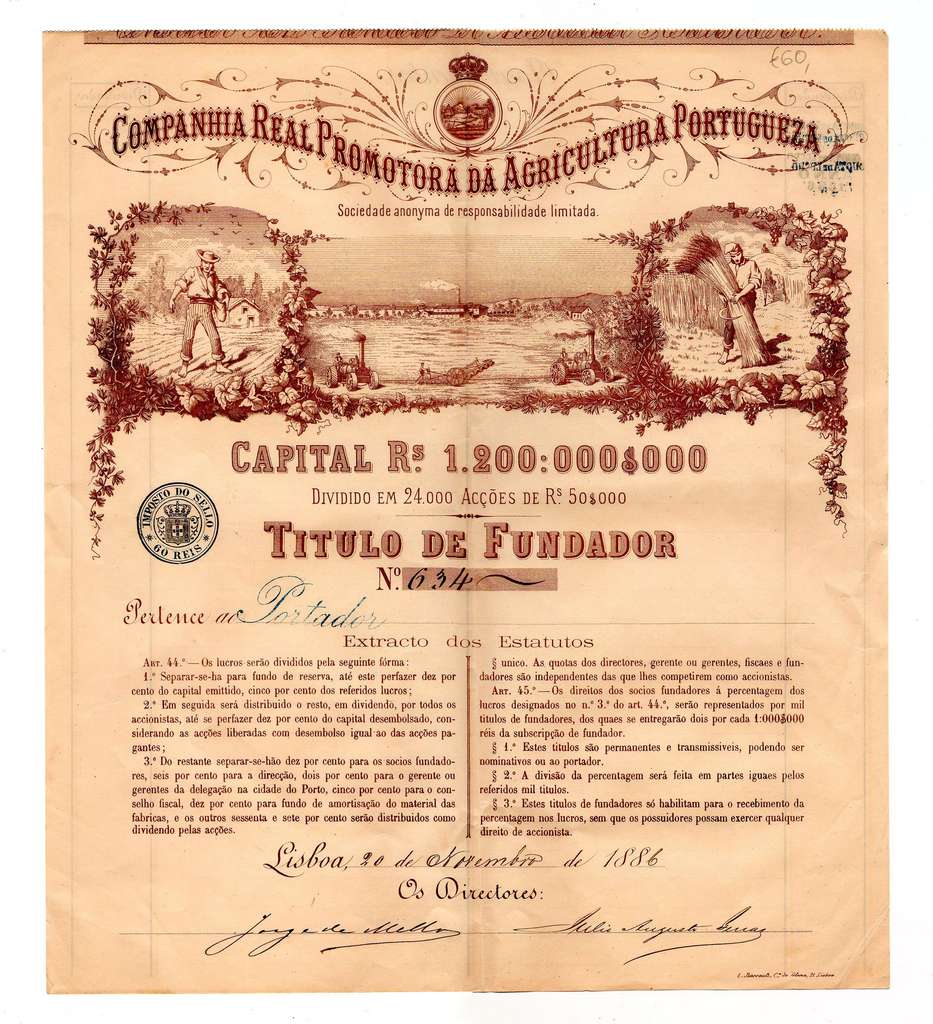 €60,
COMPANHIA REAL PROMOTORA DA AGRICULTURA PORTUGUEZA
Sociedade anonyma de responsabilidade limitada.
CAPITAL Rs. 1.200:000$000
DIVIDIDO EM 24.000 ACÇÕES DE Rs 50$000
IMPOSTO DO SELLO
60 REIS
TITULO DE FUNDADOR
N.º 634
Pertence ao Portador
Extracto dos Estatutos
ART. 44.º — Os lucros serão divididos pela seguinte fórma:
1.º Separar-se-ha para fundo de reserva, até este perfazer dez por
cento do capital emittido, cinco por cento dos referidos lucros;
2.º Em seguida será distribuido o resto, em dividendo, por todos os
accionistas, até se perfazer dez por cento do capital desembolsado, con-
siderando as acções liberadas com desembolso igual ao das acções pa-
gantes;
3.º Do restante separar-se-hão dez por cento para os socios fundado-
res, seis por cento para a direcção, dois por cento para o gerente ou
gerentes da delegação na cidade do Porto, cinco por cento para o con-
selho fiscal, dez por cento para fundo de amortisação do material das
fabricas, e os outros sessenta e sete por cento serão distribuidos como
dividendo pelas acções.
§ unico. As quotas dos directores, gerente ou gerentes, fiscaes e fun-
dadores são independentes das que lhes competirem como accionistas.
ART. 45.º — Os direitos dos socios fundadores á percentagem dos
lucros designados no n.º 3.º do art. 44.º, serão representados por mil
titulos de fundadores, dos quaes se entregarão dois por cada 1:000$000
réis da subscripção de fundador.
§ 1.º Estes titulos são permanentes e transmissiveis, podendo ser
nominativos ou ao portador.
§ 2.º A divisão da percentagem será feita em partes iguaes pelos
referidos mil titulos.
§ 3.º Estes titulos de fundadores só habilitam para o recebimento da
percentagem nos lucros, sem que os possuidores possam exercer qualquer
direito de accionista.
Lisboa, 20 de Novembro de 1886
Os Directores:
Jorge de Mello
Augusto